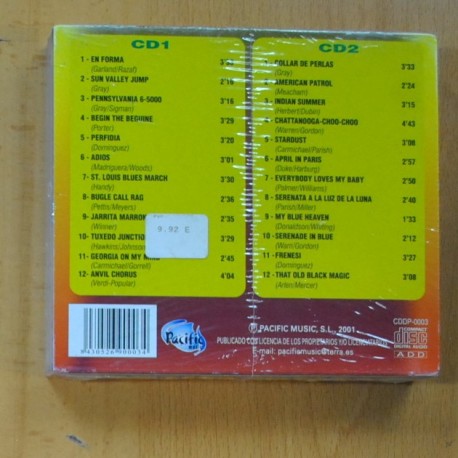 CD1
1 - EN FORMA
(Garland/Razaf)
2 - SUN VALLEY JUMP
(Gray)
2'16
3 - PENNSYLVANIA 6-5000
(Gray/Sigman)
3'16
4 - BEGIN THE BEGUINE
(Porter)
3'29
5 - PERFIDIA
(Dominguez)
3'20
6 - ADIOS
(Madriguera/Woods)
3'01
7 - ST. LOUIS BLUES MARCH
(Handy)
3'30
8 - BUGLE CALL RAG
(Pettis/Meyers)
2'36
9 - JARRITA MARRON
(Winner)
2'35
10- TUXEDO JUNCTION
(Hawkins/Johnson
3'29
11- GEORGIA ON MY MIND
(Carmichael/Gorrell)
2'45
12- ANVIL CHORUS
(Verdi-Popular)
4'04
9.02 €
CD2
COLLAR DE PERLAS
(Gray)
3'33
AMERICAN PATROL
(Meacham)
2'24
INDIAN SUMMER
(Herbert/Dubin)
3'15
CHATTANOOGA-CHOO-CHOO
(Warren/Gordon)
4'43
5 - STARDUST
(Carmichael/Parish)
3'08
6 - APRIL IN PARIS
(Duke/Harburg)
2'57
7 - EVERYBODY LOVES MY BABY
(Palmer/Williams)
2'50
8 - SERENATA A LA LUZ DE LA LUNA
(Parish/Miller)
2'40
9 - MY BLUE HEAVEN
(Donaldson/Whiting)
1'33
10- SERENADE IN BLUE
(Warn/Gordon)
2'12
11- FRENESI
(Dominguez)
3'27
12- THAT OLD BLACK MAGIC
(Arlen/Mercer)
3'08
Pacific
℗ PACIFIC MUSIC, S.L., 2001
PUBLICADO CON LICENCIA DE LOS PROPIETARIOS Y/O LICENCIATARIOS
E-mail: pacificmusic@terra.es
CDDP-0003
COMPACT
disc
DIGITAL AUDIO
A.D.D.